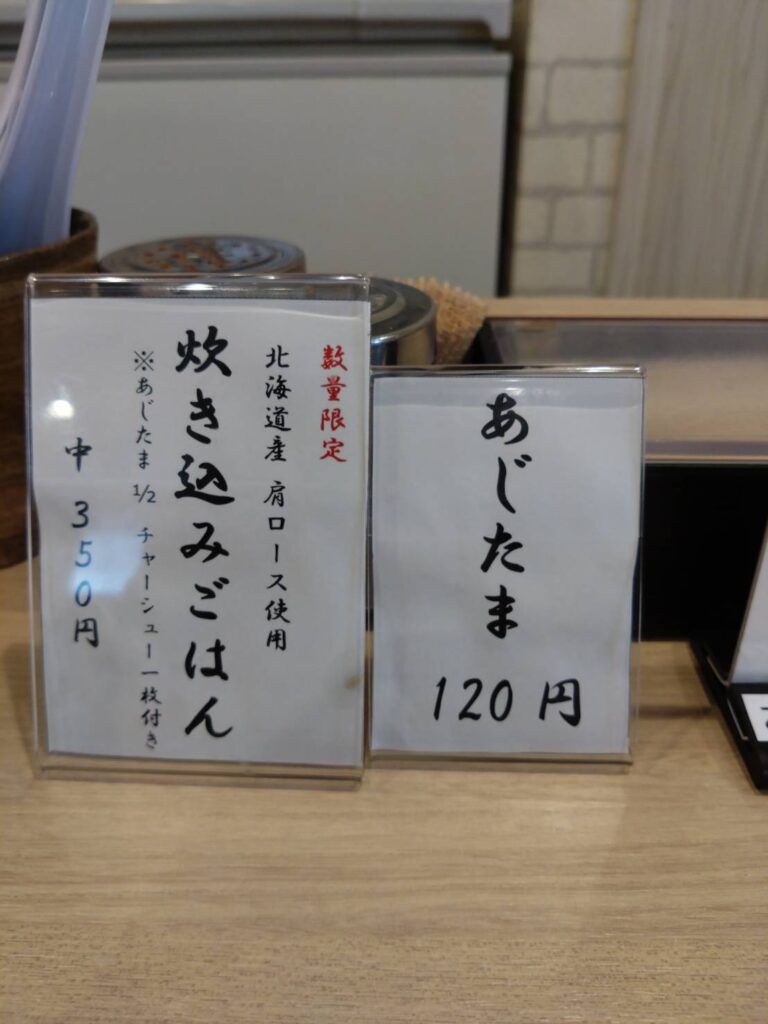 数量限定
北海道産 肩ロース使用
炊き込みごはん
※あじたま 1/2 チャーシュー一枚付き
中 350円
あじたま
120円